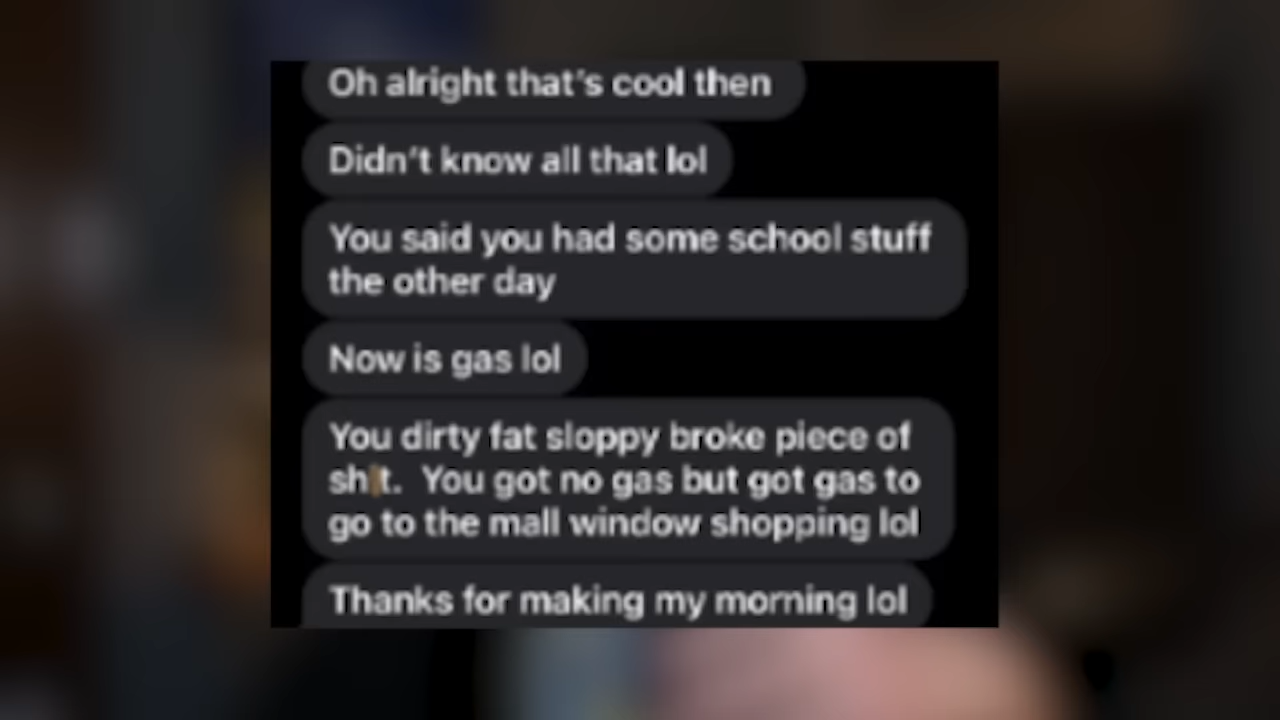 Oh alright that's cool then
Didn't know all that lol
You said you had some school stuff
the other day
Now is gas lol
You dirty fat sloppy broke piece of
sh t. You got no gas but got gas to
go to the mall window shopping lol
Thanks for making my morning lol